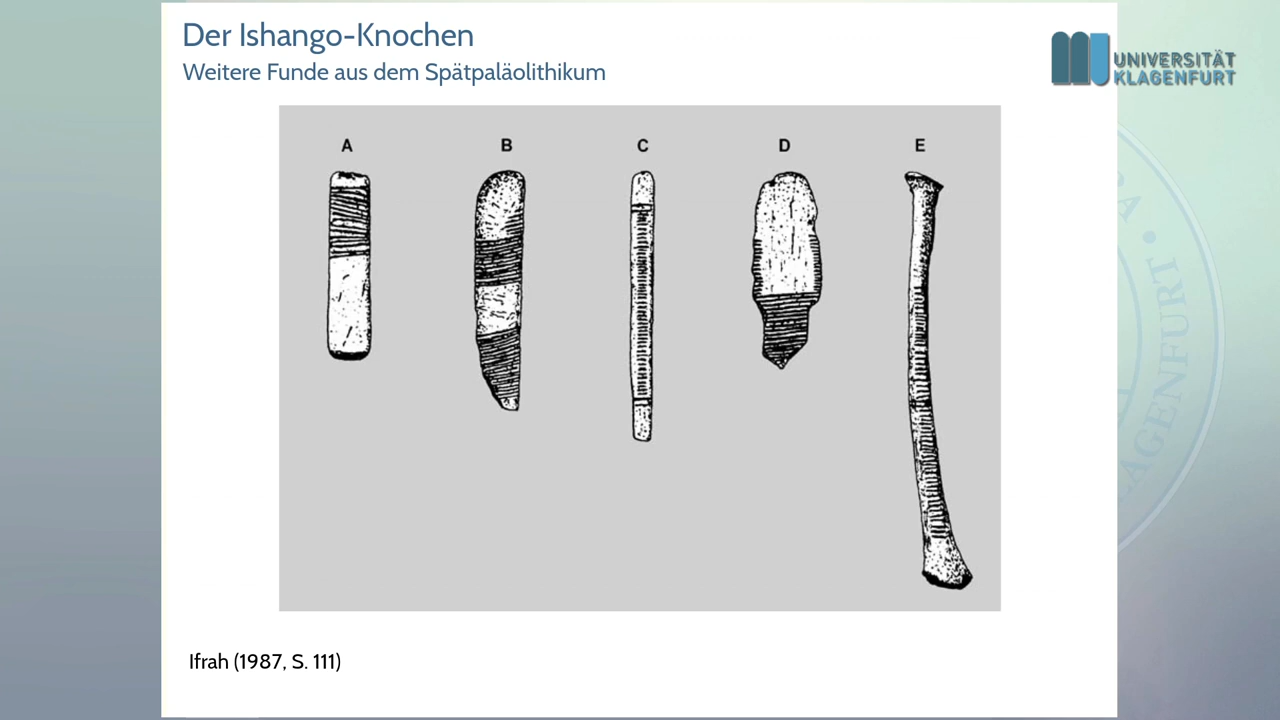 Der Ishango-Knochen
Weitere Funde aus dem Spätpaläolithikum
UNIVERSITÄT
KLAGENFURT
A B C D E
Ifrah (1987, S. 111)